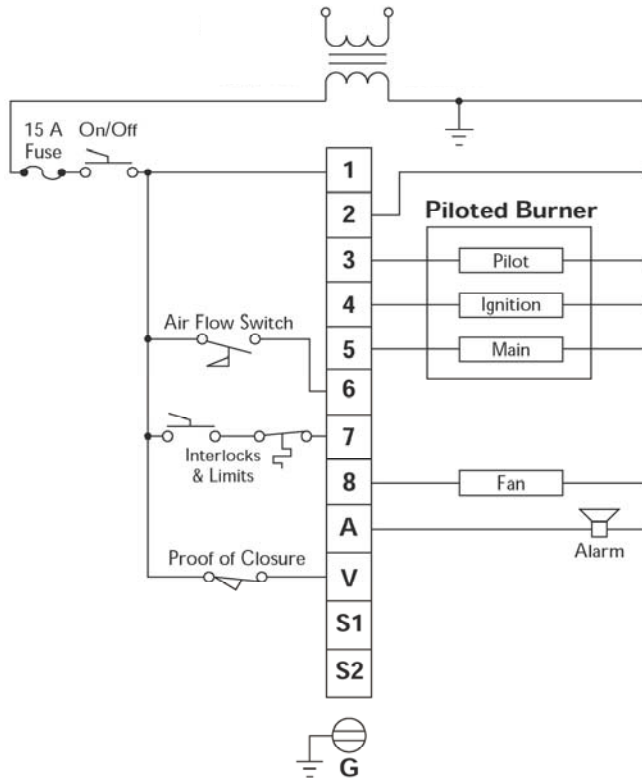 15 A
Fuse
On/Off
1
2
Piloted Burner
3
Pilot
4
Ignition
Air Flow Switch
5
Main
6
7
Interlocks
& Limits
8
Fan
A
Alarm
Proof of Closure
V
S1
S2
G